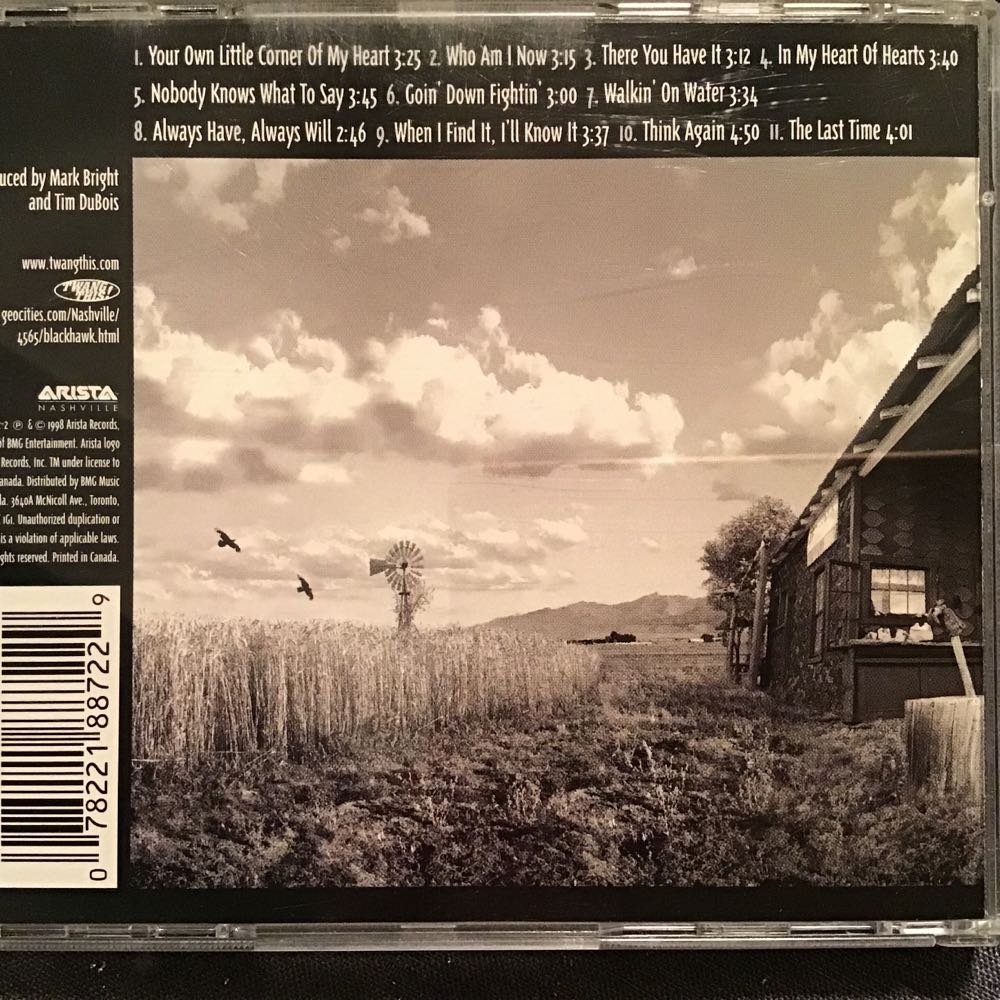 1. Your Own Little Corner Of My Heart 3:25 2. Who Am I Now 3:15 3. There You Have It 3:12 4. In My Heart Of Hearts 3:40
5. Nobody Knows What To Say 3:45 6. Goin' Down Fightin' 3:00 7. Walkin' On Water 3:34
8. Always Have, Always Will 2:46 9. When I Find It, I'll Know It 3:37 10. Think Again 4:50 11. The Last Time 4:01
uced by Mark Bright
and Tim DuBois
www.twangthis.com
TWANG THIS!
geocities.com/Nashville/
4565/blackhawk.html
ARISTA
NASHVILLE
-2 ℗ & © 1998 Arista Records,
of BMG Entertainment. Arista logo
Records, Inc. TM under license to
anada. Distributed by BMG Music
da. 3640A McNicoll Ave., Toronto,
1G1. Unauthorized duplication or
is a violation of applicable laws.
ghts reserved. Printed in Canada.
0 78221 88722 9